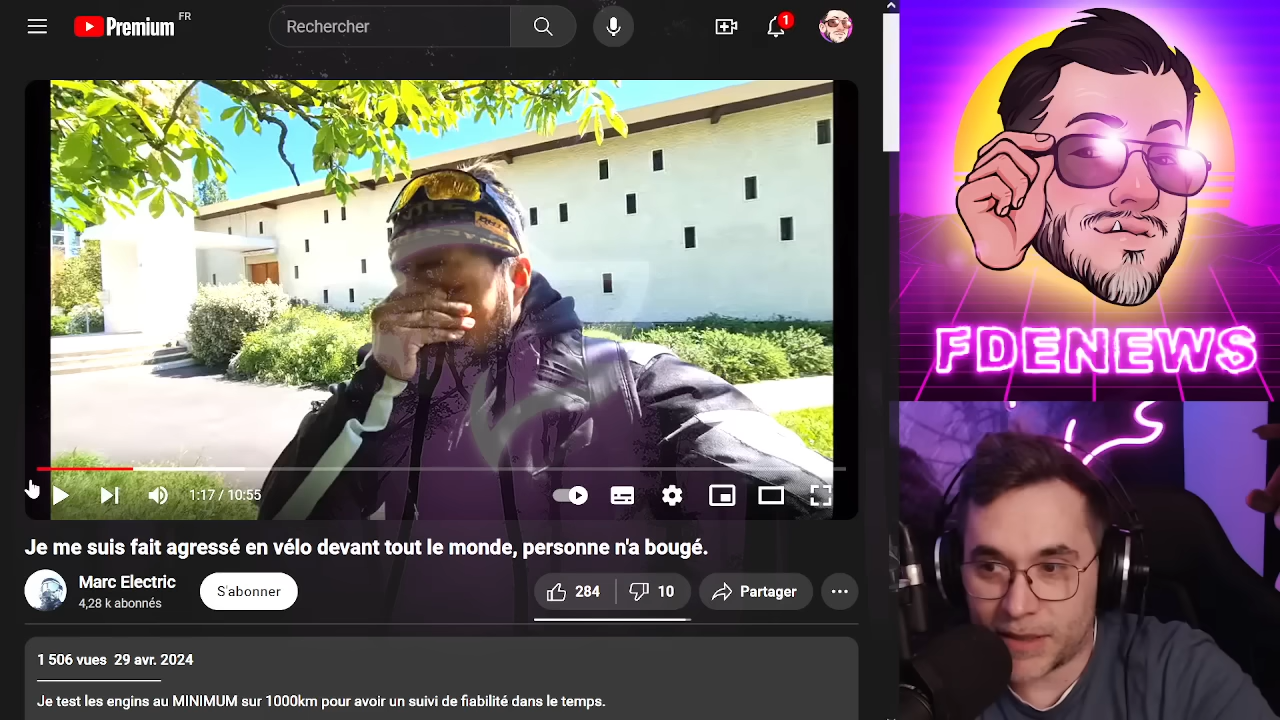 Premium FR
Rechercher
1
1:17 / 10:55
Je me suis fait agressé en vélo devant tout le monde, personne n'a bougé.
Marc Electric
4,28 k abonnés
S'abonner
284
10
Partager
1 506 vues 29 avr. 2024
Je test les engins au MINIMUM sur 1000km pour avoir un suivi de fiabilité dans le temps.
FDENEWS